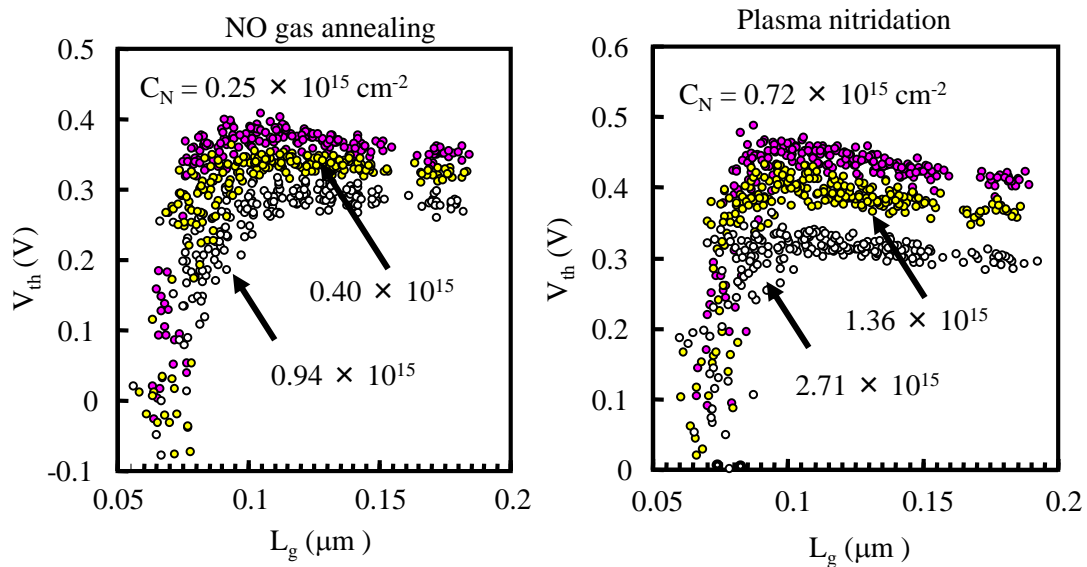 NO gas annealing
C_N = 0.25 × 10^15 cm^-2
0.40 × 10^15
0.94 × 10^15
V_th (V)
0.5
0.4
0.3
0.2
0.1
0
-0.1
0.05
0.1
0.15
0.2
L_g (μm )
Plasma nitridation
C_N = 0.72 × 10^15 cm^-2
1.36 × 10^15
2.71 × 10^15
V_th (V)
0.6
0.5
0.4
0.3
0.2
0.1
0
0.05
0.1
0.15
0.2
L_g (μm )